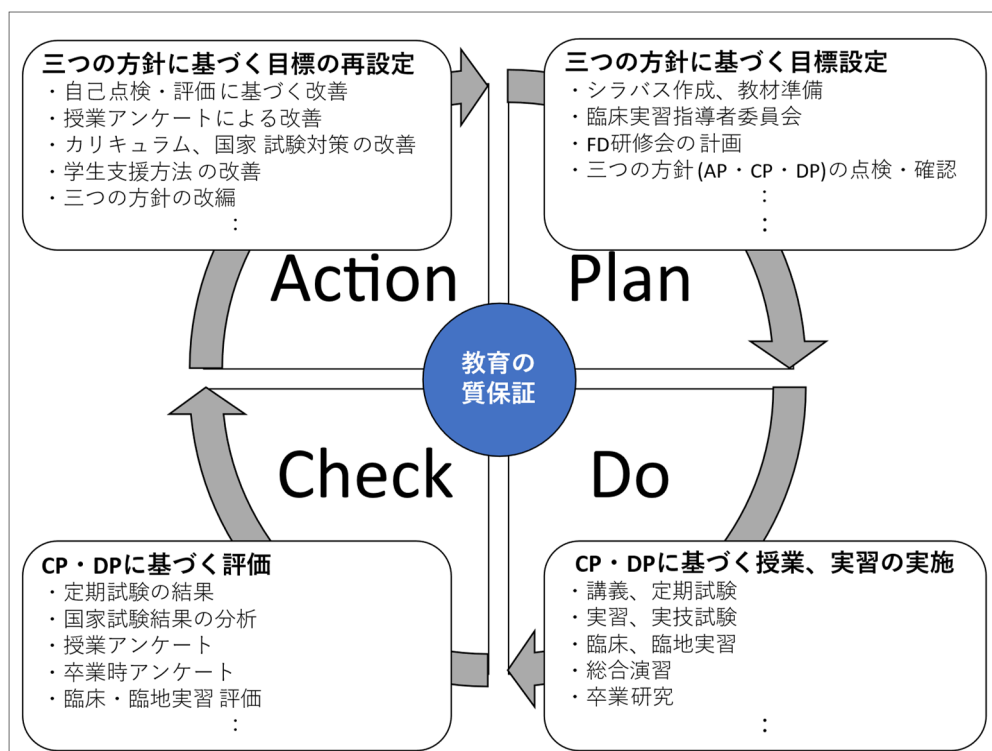 三つの方針に基づく目標の再設定
・自己点検・評価に基づく改善
・授業アンケートによる改善
・カリキュラム、国家 試験対策の改善
・学生支援方法の改善
・三つの方針の改編
：
三つの方針に基づく目標設定
・シラバス作成、教材準備
・臨床実習指導者委員会
・FD研修会の計画
・三つの方針(AP・CP・DP)の点検・確認
：
：
Action
Plan
教育の
質保証
Check
Do
CP・DPに基づく評価
・定期試験の結果
・国家試験結果の分析
・授業アンケート
・卒業時アンケート
・臨床・臨地実習 評価
：
CP・DPに基づく授業、実習の実施
・講義、定期試験
・実習、実技試験
・臨床、臨地実習
・総合演習
・卒業研究
：